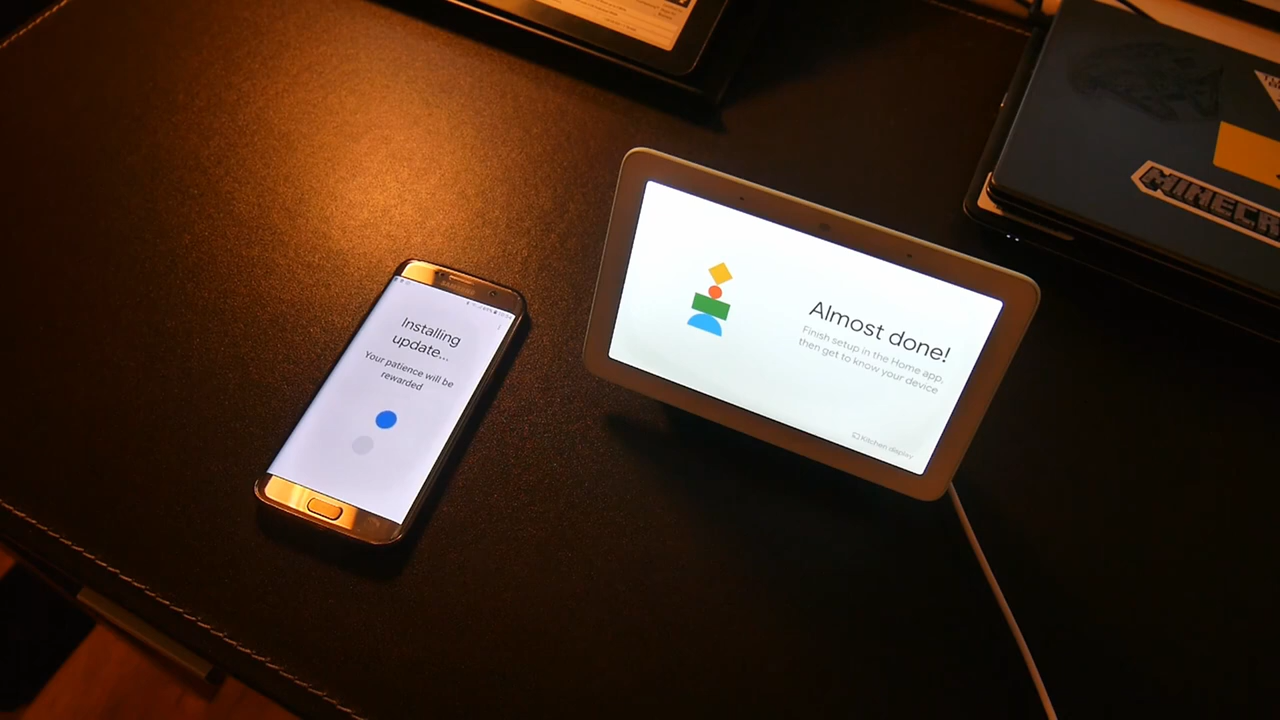 SAMSUNG
Installing
update...
Your patience will be
rewarded
Almost done!
Finish setup in the Home app,
then get to know your device
Kitchen display
MINECR